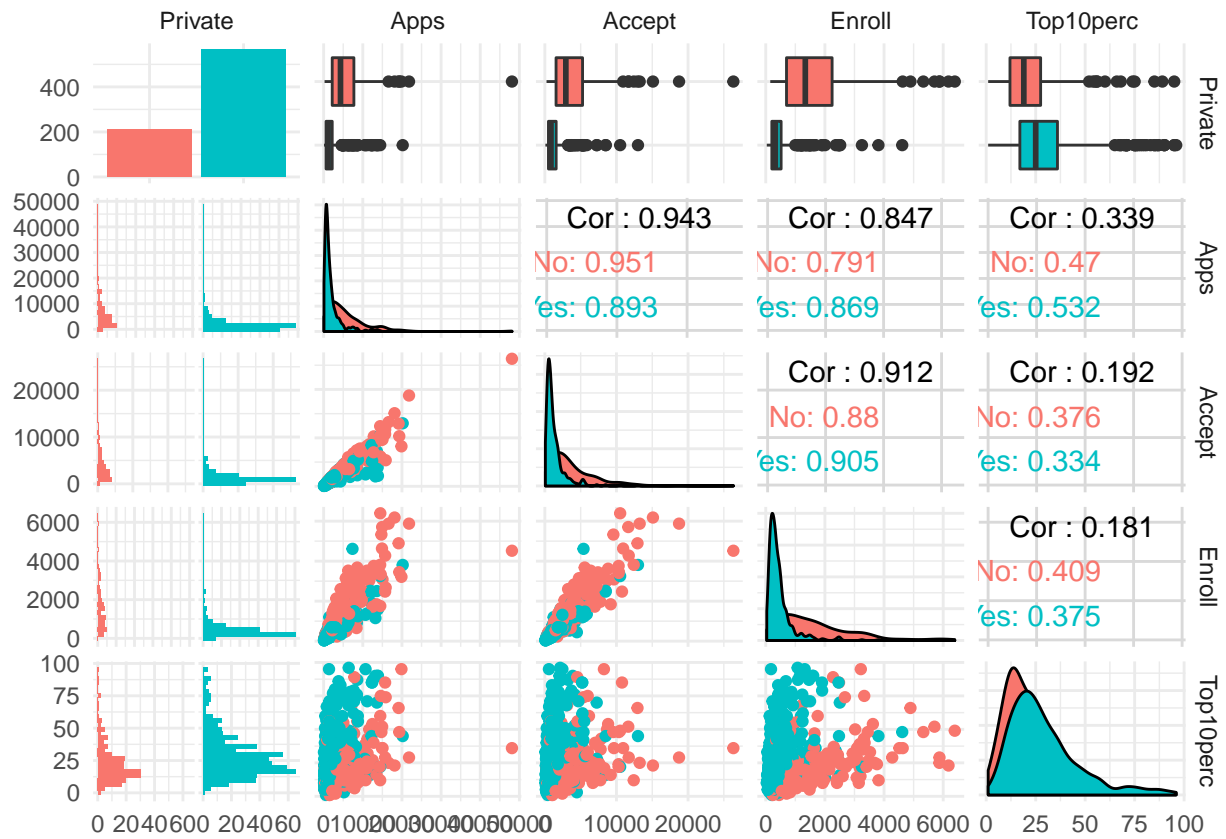 Private Apps Accept Enroll Top10perc
400
200
0
Private
50000
40000
30000
20000
10000
0
Cor : 0.943 Cor : 0.847 Cor : 0.339
No: 0.951 No: 0.791 No: 0.47
Yes: 0.893 Yes: 0.869 Yes: 0.532
Apps
20000
10000
0
Cor : 0.912 Cor : 0.192
No: 0.88 No: 0.376
Yes: 0.905 Yes: 0.334
Accept
6000
4000
2000
0
Cor : 0.181
No: 0.409
Yes: 0.375
Enroll
100
75
50
25
0
Top10perc
0 204060 0 204060 01000020000300004000050000 0 10000 20000 0 2000 4000 6000 0 25 50 75 100